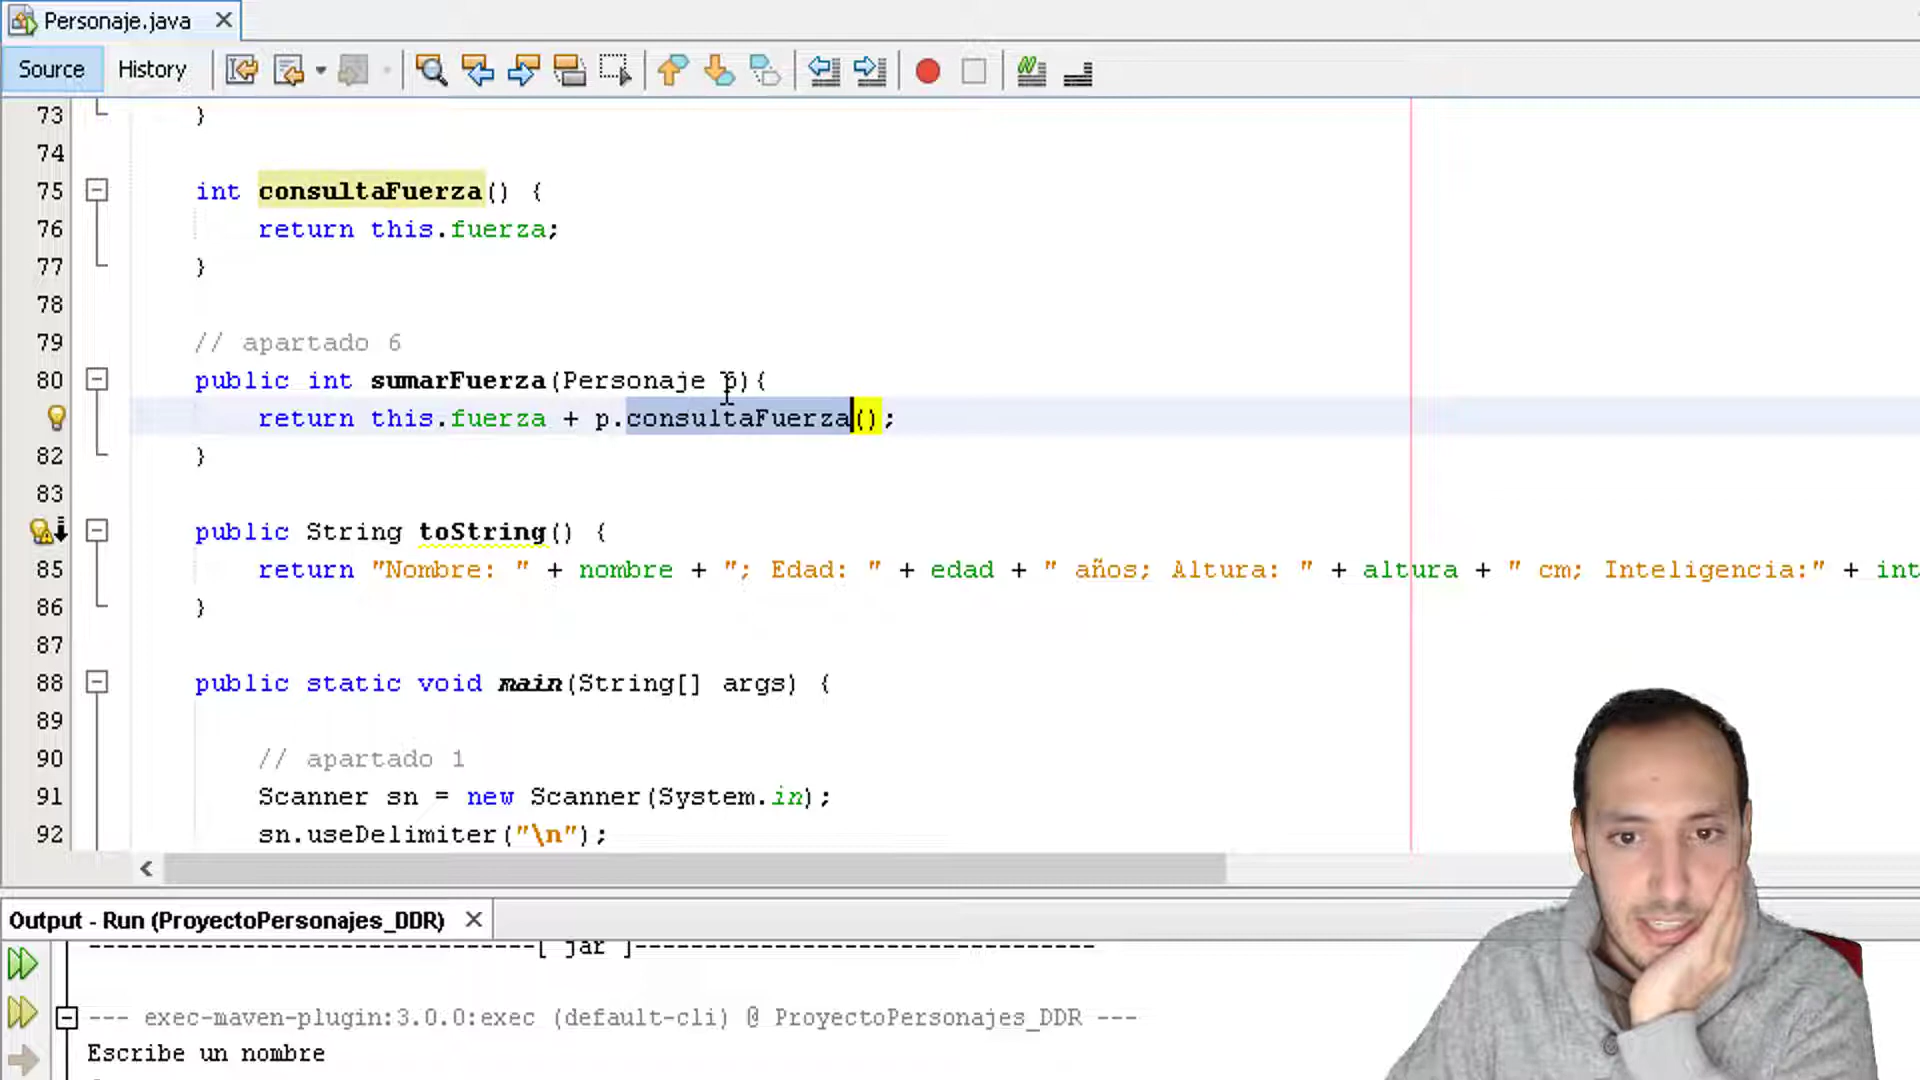 Personaje.java
Source History
73 }
74
75 int consultaFuerza() {
76 return this.fuerza;
77 }
78
79 // apartado 6
80 public int sumarFuerza(Personaje p){
return this.fuerza + p.consultaFuerza();
82 }
83
public String toString() {
85 return "Nombre: " + nombre + "; Edad: " + edad + " años; Altura: " + altura + " cm; Inteligencia:" + int
86 }
87
88 public static void main(String[] args) {
89
90 // apartado 1
91 Scanner sn = new Scanner(System.in);
92 sn.useDelimiter("\n");
Output - Run (ProyectoPersonajes_DDR)
--------------------------------[ jar ]---------------------------------
--- exec-maven-plugin:3.0.0:exec (default-cli) @ ProyectoPersonajes_DDR ---
Escribe un nombre